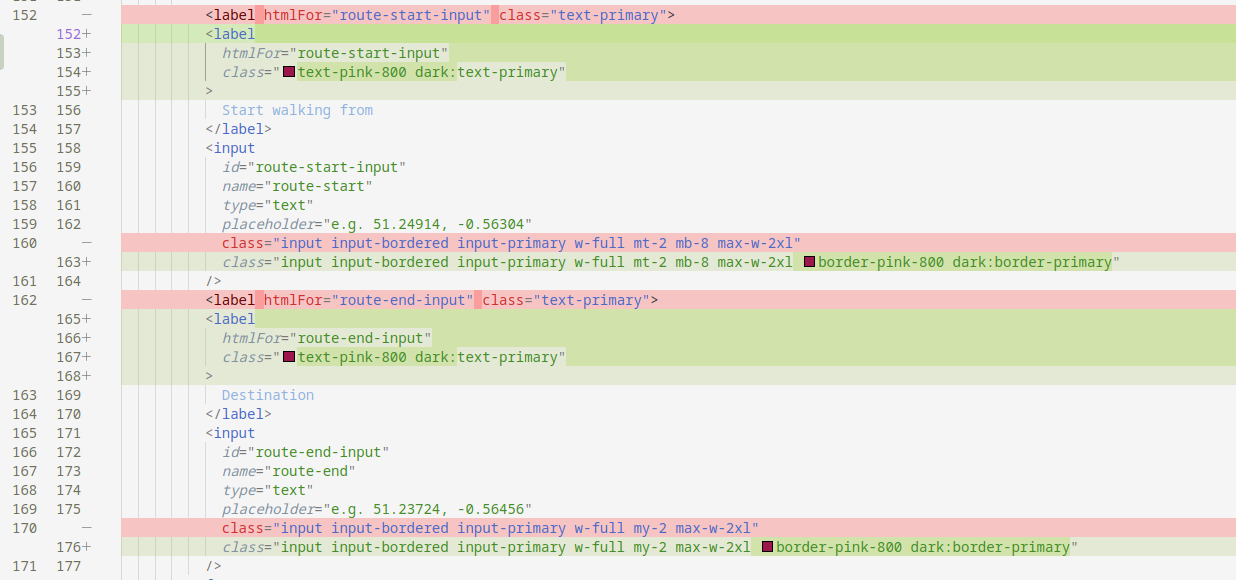 152 — <label htmlFor="route-start-input" class="text-primary">
152+ <label
153+ htmlFor="route-start-input"
154+ class="text-pink-800 dark:text-primary"
155+ >
153 156 Start walking from
154 157 </label>
155 158 <input
156 159 id="route-start-input"
157 160 name="route-start"
158 161 type="text"
159 162 placeholder="e.g. 51.24914, -0.56304"
160 — class="input input-bordered input-primary w-full mt-2 mb-8 max-w-2xl"
163+ class="input input-bordered input-primary w-full mt-2 mb-8 max-w-2xl border-pink-800 dark:border-primary"
161 164 />
162 — <label htmlFor="route-end-input" class="text-primary">
165+ <label
166+ htmlFor="route-end-input"
167+ class="text-pink-800 dark:text-primary"
168+ >
163 169 Destination
164 170 </label>
165 171 <input
166 172 id="route-end-input"
167 173 name="route-end"
168 174 type="text"
169 175 placeholder="e.g. 51.23724, -0.56456"
170 — class="input input-bordered input-primary w-full my-2 max-w-2xl"
176+ class="input input-bordered input-primary w-full my-2 max-w-2xl border-pink-800 dark:border-primary"
171 177 />